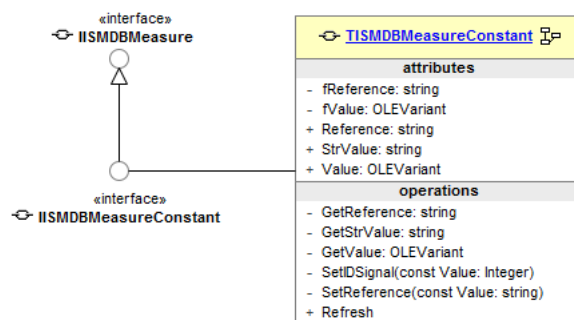 «interface»
IISMDBMeasure
«interface»
IISMDBMeasureConstant
TISMDBMeasureConstant
attributes
- fReference: string
- fValue: OLEVariant
+ Reference: string
+ StrValue: string
+ Value: OLEVariant
operations
- GetReference: string
- GetStrValue: string
- GetValue: OLEVariant
- SetIDSignal(const Value: Integer)
- SetReference(const Value: string)
+ Refresh